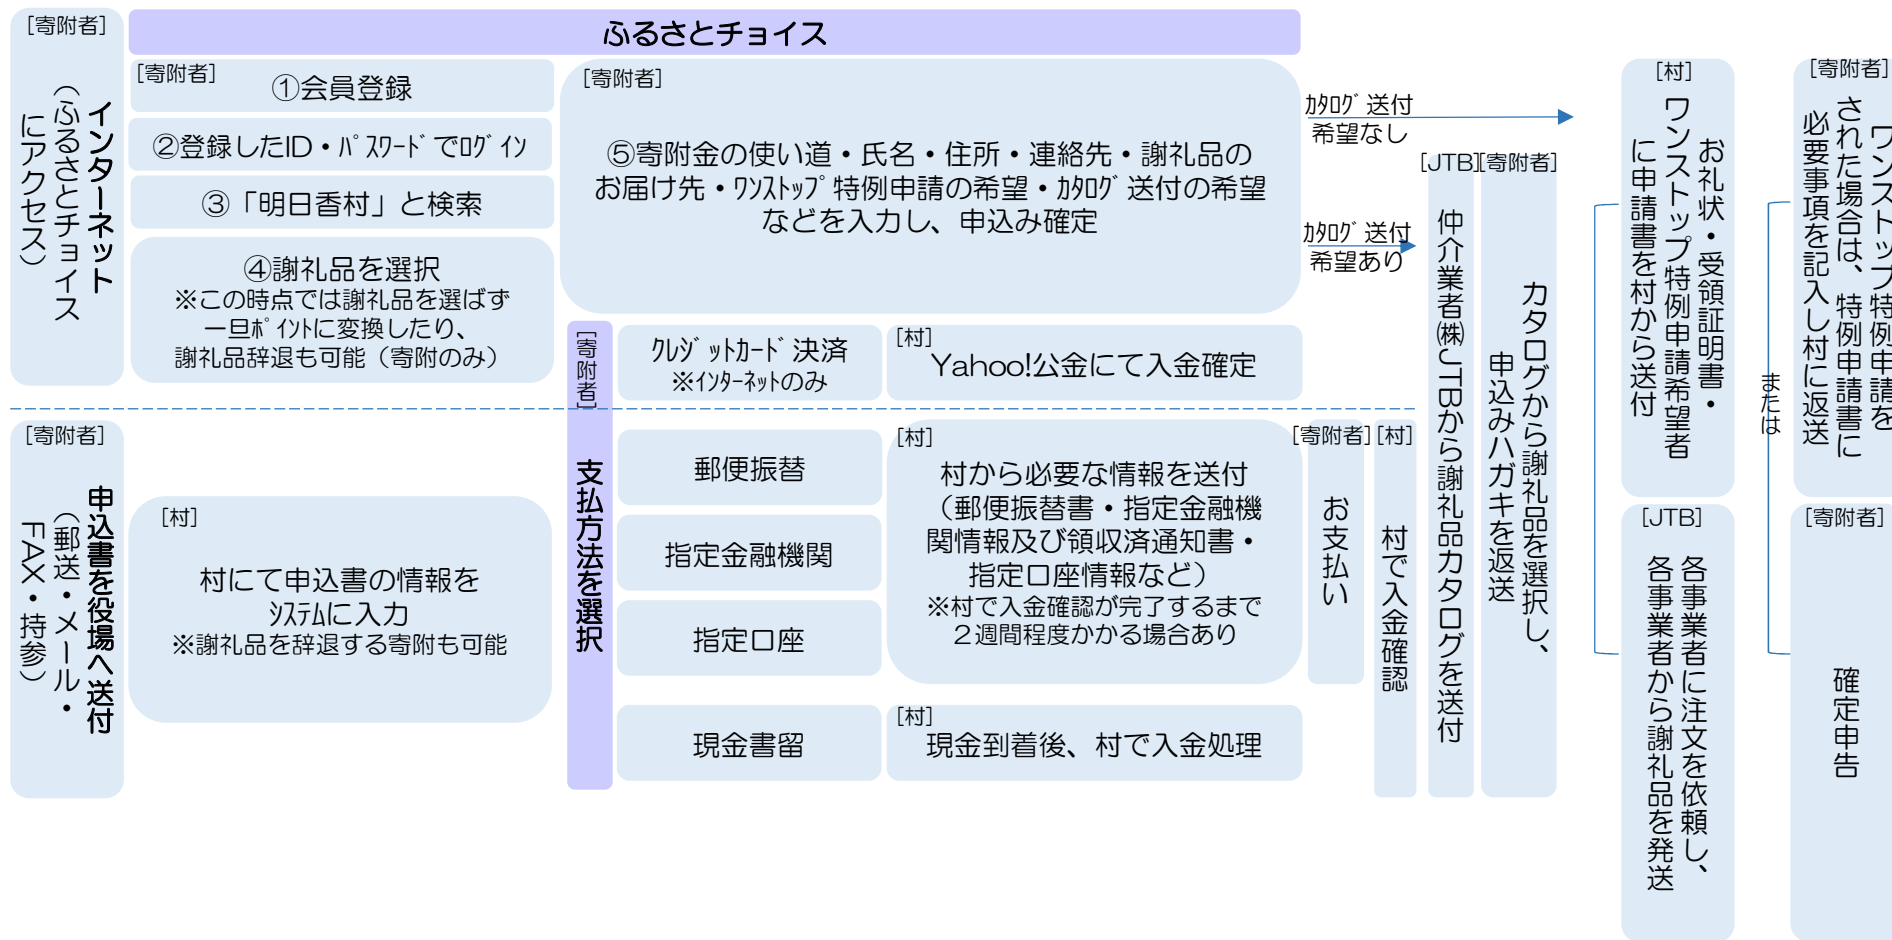 [寄附者]
インターネット
（ふるさとチョイス
にアクセス）
ふるさとチョイス
[寄附者]
①会員登録
②登録したID・ﾊﾟｽﾜｰﾄﾞでﾛｸﾞｲﾝ
③「明日香村」と検索
④謝礼品を選択
※この時点では謝礼品を選ばず
一旦ﾎﾟｲﾝﾄに変換したり、
謝礼品辞退も可能（寄附のみ）
[寄附者]
⑤寄附金の使い道・氏名・住所・連絡先・謝礼品の
お届け先・ﾜﾝｽﾄｯﾌﾟ特例申請の希望・ｶﾀﾛｸﾞ送付の希望
などを入力し、申込み確定
ｶﾀﾛｸﾞ送付
希望なし
ｶﾀﾛｸﾞ送付
希望あり
[寄附者]
支払方法を選択
ｸﾚｼﾞｯﾄｶｰﾄﾞ決済
※ｲﾝﾀｰﾈｯﾄのみ
[村]
Yahoo!公金にて入金確定
[寄附者]
申込書を役場へ送付
（郵送・メール・
FAX・持参）
[村]
村にて申込書の情報を
ｼｽﾃﾑに入力
※謝礼品を辞退する寄附も可能
郵便振替
指定金融機関
指定口座
現金書留
[村]
村から必要な情報を送付
（郵便振替書・指定金融機
関情報及び領収済通知書・
指定口座情報など）
※村で入金確認が完了するまで
２週間程度かかる場合あり
[村]
現金到着後、村で入金処理
[寄附者]
お支払い
[村]
村で入金確認
[JTB]
仲介業者㈱JTBから謝礼品カタログを送付
[寄附者]
カタログから謝礼品を選択し、
申込みハガキを返送
[村]
お礼状・受領証明書・
ワンストップ特例申請希望者
に申請書を村から送付
[JTB]
各事業者に注文を依頼し、
各事業者から謝礼品を発送
または
[寄附者]
ワンストップ特例申請を
された場合は、特例申請書に
必要事項を記入し村に返送
[寄附者]
確定申告